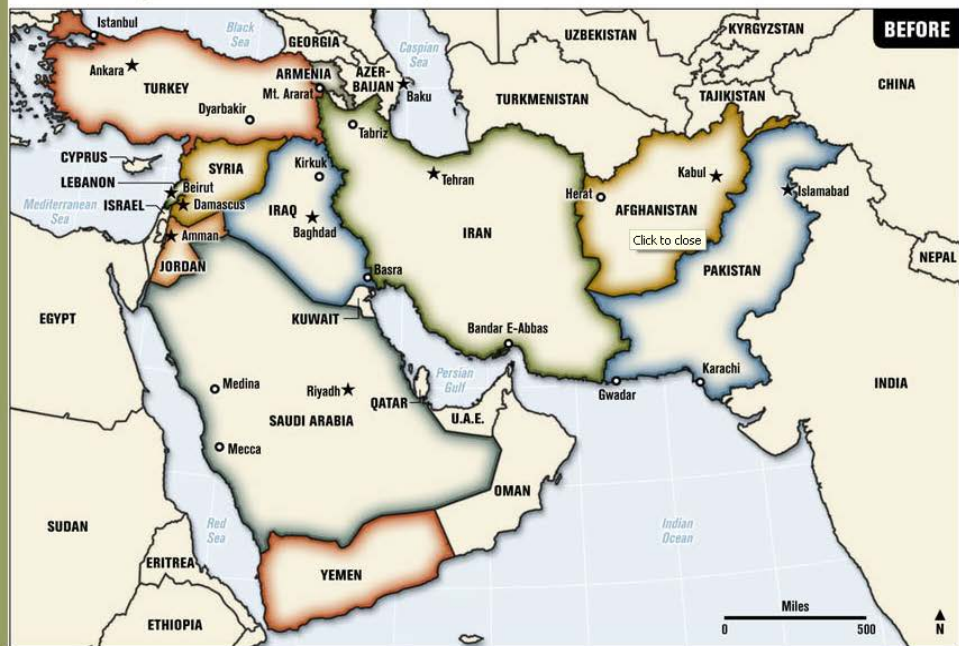 BEFORE
Istanbul
Black
Sea
GEORGIA
Caspian
Sea
UZBEKISTAN
KYRGYZSTAN
Ankara
TURKEY
ARMENIA
AZER-
BAIJAN
Mt. Ararat
Baku
TURKMENISTAN
TAJIKISTAN
CHINA
Dyarbakir
Tabriz
CYPRUS
SYRIA
Kirkuk
Tehran
Herat
Kabul
Islamabad
LEBANON
Beirut
Mediterranean
Sea
ISRAEL
Damascus
IRAQ
Baghdad
AFGHANISTAN
Amman
IRAN
Click to close
JORDAN
Basra
PAKISTAN
NEPAL
EGYPT
KUWAIT
Bandar E-Abbas
Persian
Gulf
Medina
Riyadh
QATAR
Gwadar
Karachi
INDIA
SAUDI ARABIA
U.A.E.
Mecca
OMAN
SUDAN
Red
Sea
Indian
Ocean
ERITREA
YEMEN
ETHIOPIA
Miles
0
500
N